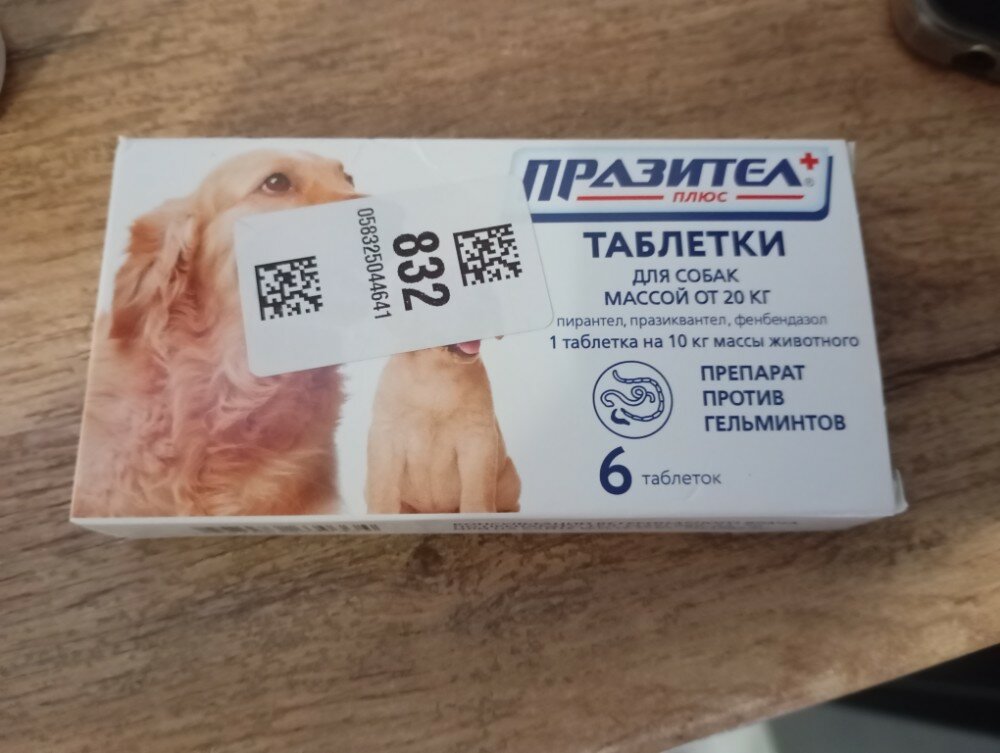 ПРАЗИТЕЛ+®
ПЛЮС
ТАБЛЕТКИ
ДЛЯ СОБАК
МАССОЙ ОТ 20 КГ
пирантел, празиквантел, фенбендазол
1 таблетка на 10 кг массы животного
ПРЕПАРАТ
ПРОТИВ
ГЕЛЬМИНТОВ
6 таблеток
058325044641
832